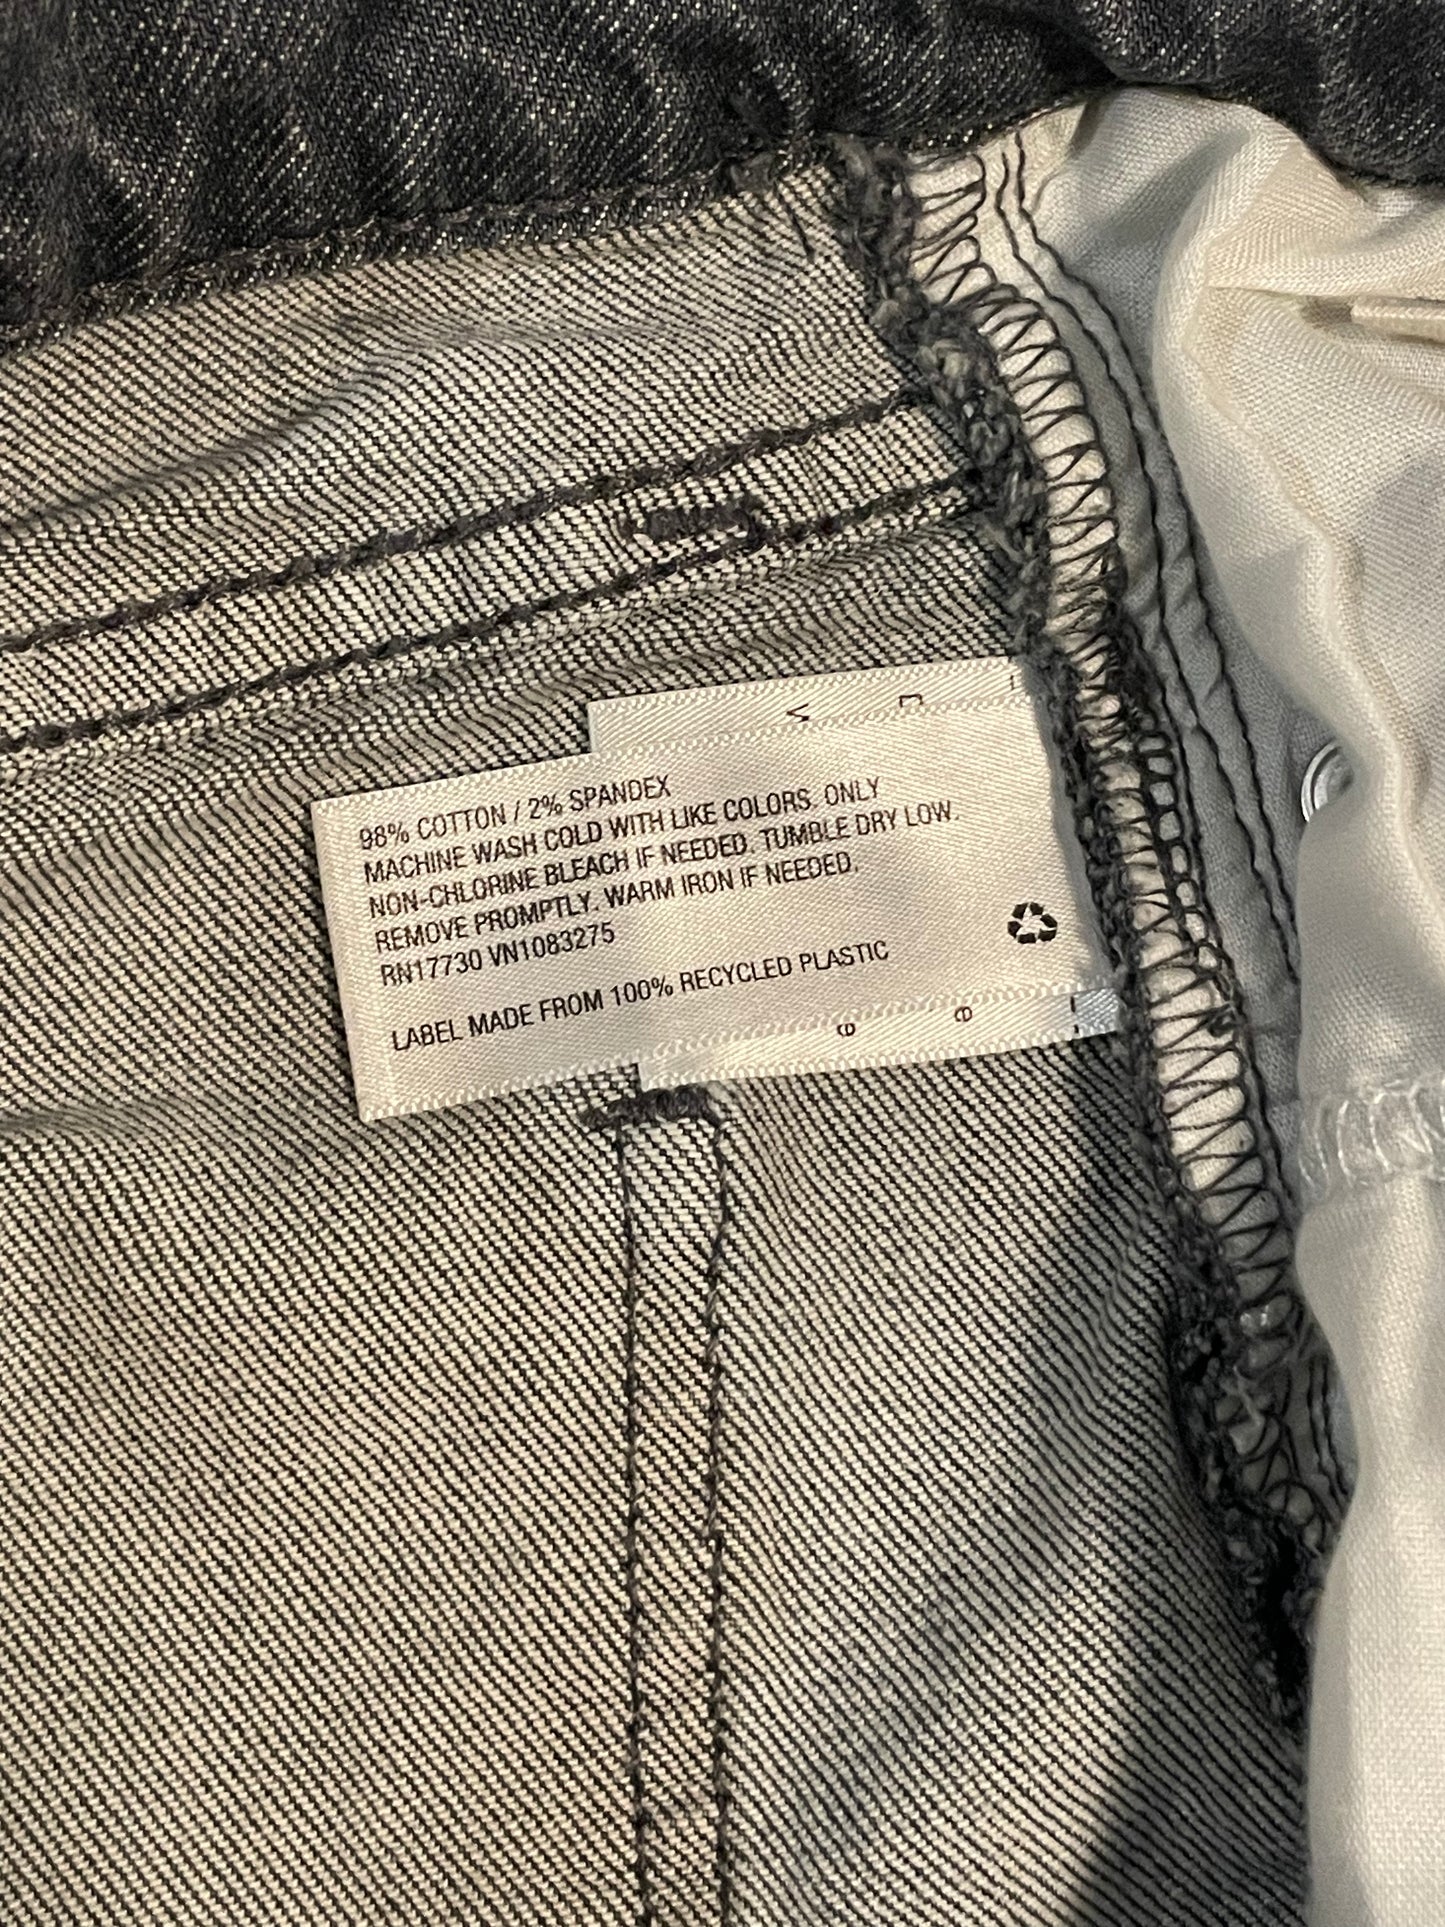 98% COTTON / 2% SPANDEX
MACHINE WASH COLD WITH LIKE COLORS. ONLY
NON-CHLORINE BLEACH IF NEEDED. TUMBLE DRY LOW.
REMOVE PROMPTLY. WARM IRON IF NEEDED.
RN17730 VN1083275
LABEL MADE FROM 100% RECYCLED PLASTIC